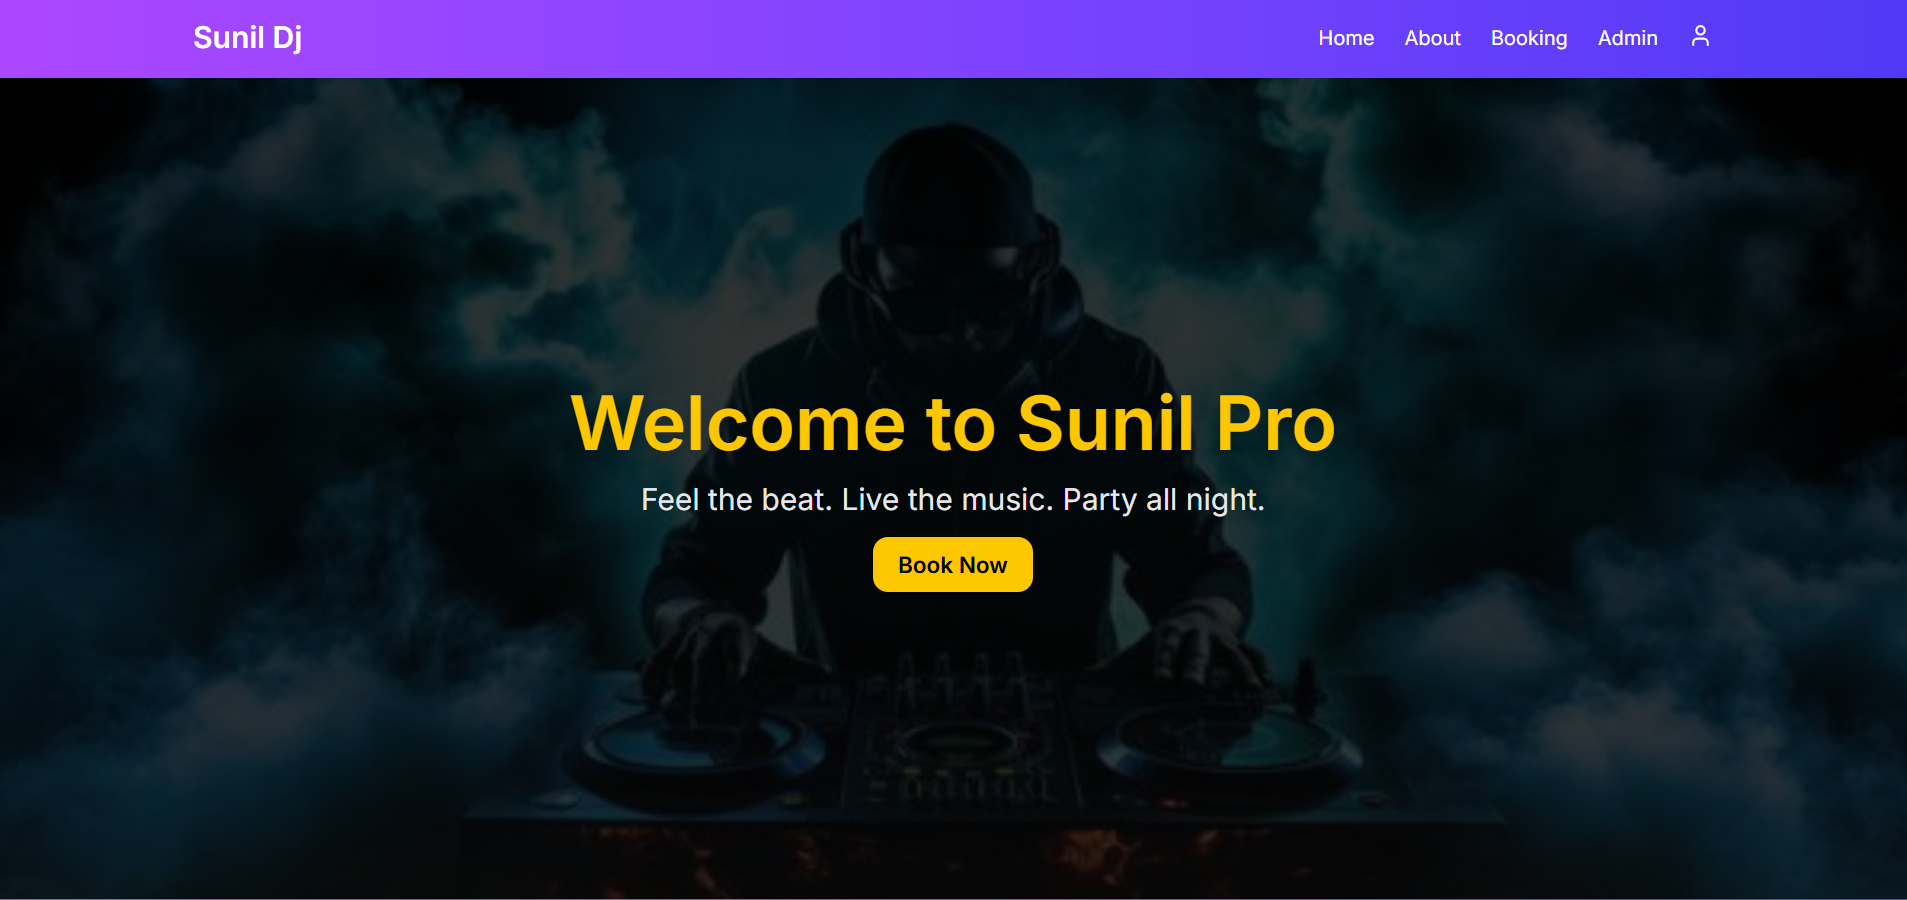 Sunil Dj
Home About Booking Admin
Welcome to Sunil Pro
Feel the beat. Live the music. Party all night.
Book Now